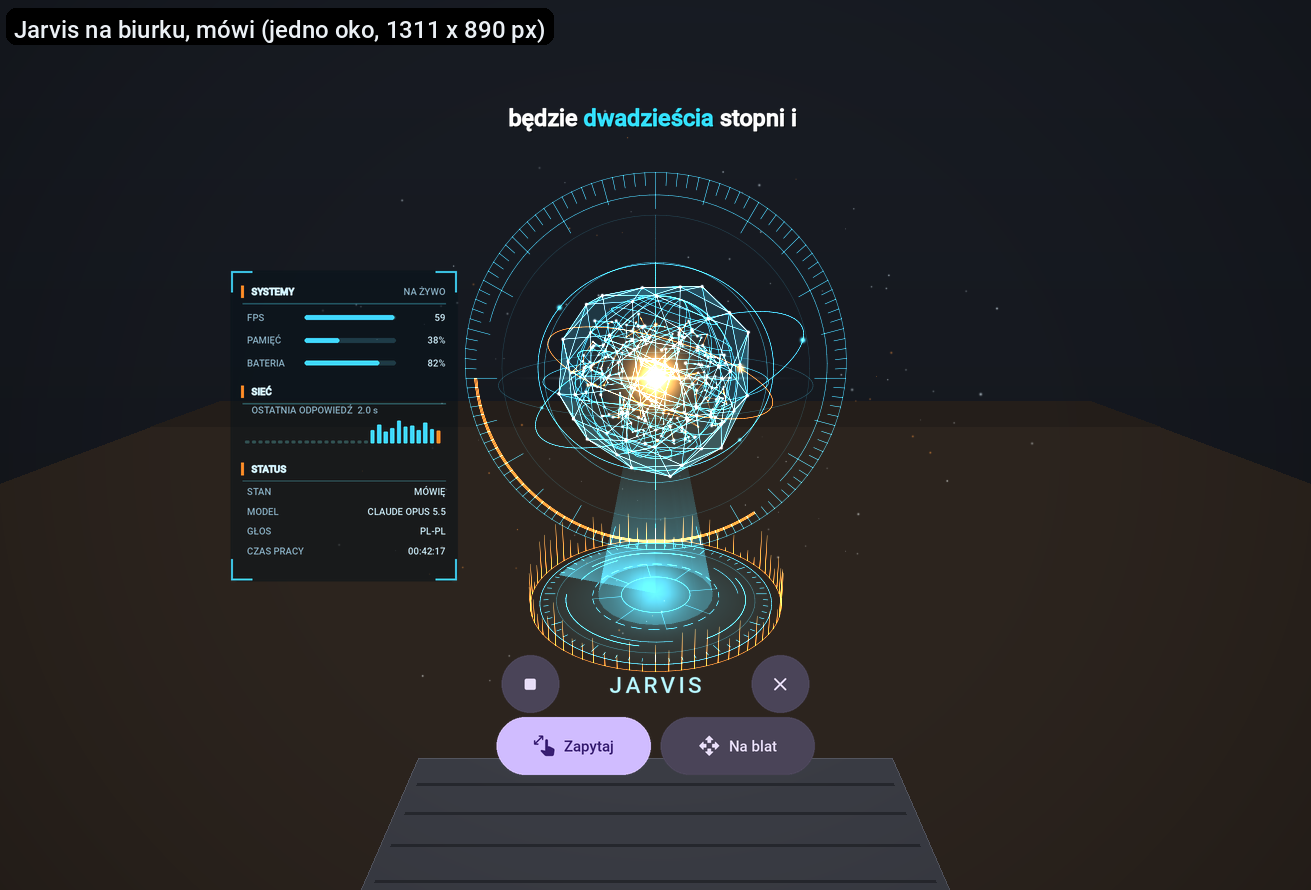 Jarvis na biurku, mówi (jedno oko, 1311 x 890 px)
będzie dwadzieścia stopni i
SYSTEMY NA ŻYWO
FPS 59
PAMIĘĆ 38%
BATERIA 82%
SIEĆ
OSTATNIA ODPOWIEDŹ 2.0 s
STATUS
STAN MÓWIĘ
MODEL CLAUDE OPUS 5.5
GŁOS PL-PL
CZAS PRACY 00:42:17
JARVIS
Zapytaj Na blat